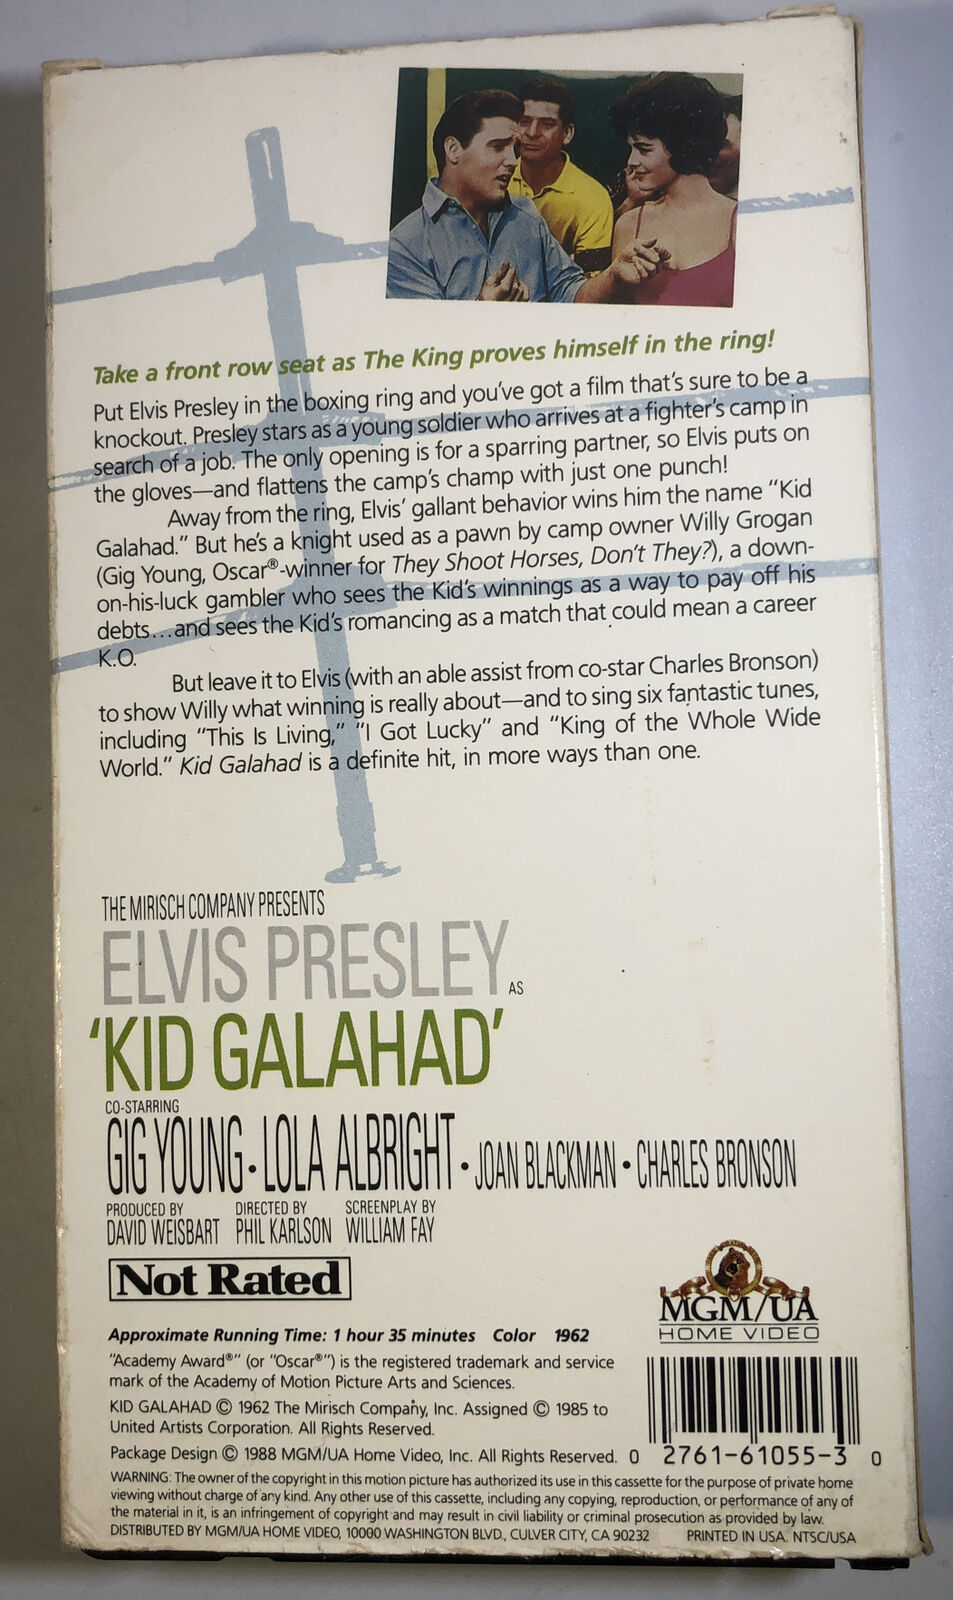 Take a front row seat as The King proves himself in the ring!
Put Elvis Presley in the boxing ring and you've got a film that's sure to be a
knockout. Presley stars as a young soldier who arrives at a fighter's camp in
search of a job. The only opening is for a sparring partner, so Elvis puts on
the gloves—and flattens the camp's champ with just one punch!
Away from the ring, Elvis' gallant behavior wins him the name "Kid
Galahad." But he's a knight used as a pawn by camp owner Willy Grogan
(Gig Young, Oscar®-winner for They Shoot Horses, Don't They?), a down-
on-his-luck gambler who sees the Kid's winnings as a way to pay off his
debts...and sees the Kid's romancing as a match that could mean a career
K.O.
But leave it to Elvis (with an able assist from co-star Charles Bronson)
to show Willy what winning is really about—and to sing six fantastic tunes,
including "This Is Living," "I Got Lucky" and "King of the Whole Wide
World." Kid Galahad is a definite hit, in more ways than one.
THE MIRISCH COMPANY PRESENTS
ELVIS PRESLEY AS
'KID GALAHAD'
CO-STARRING
GIG YOUNG • LOLA ALBRIGHT • JOAN BLACKMAN • CHARLES BRONSON
PRODUCED BY DIRECTED BY SCREENPLAY BY
DAVID WEISBART PHIL KARLSON WILLIAM FAY
Not Rated
MGM/UA
HOME VIDEO
Approximate Running Time: 1 hour 35 minutes Color 1962
"Academy Award®" (or "Oscar®") is the registered trademark and service
mark of the Academy of Motion Picture Arts and Sciences.
KID GALAHAD © 1962 The Mirisch Company, Inc. Assigned © 1985 to
United Artists Corporation. All Rights Reserved.
Package Design © 1988 MGM/UA Home Video, Inc. All Rights Reserved.
0 2761-61055-3 0
WARNING: The owner of the copyright in this motion picture has authorized its use in this cassette for the purpose of private home
viewing without charge of any kind. Any other use of this cassette, including any copying, reproduction, or performance of any of
the material in it, is an infringement of copyright and may result in civil liability or criminal prosecution as provided by law.
DISTRIBUTED BY MGM/UA HOME VIDEO, 10000 WASHINGTON BLVD., CULVER CITY, CA 90232 PRINTED IN USA. NTSC/USA